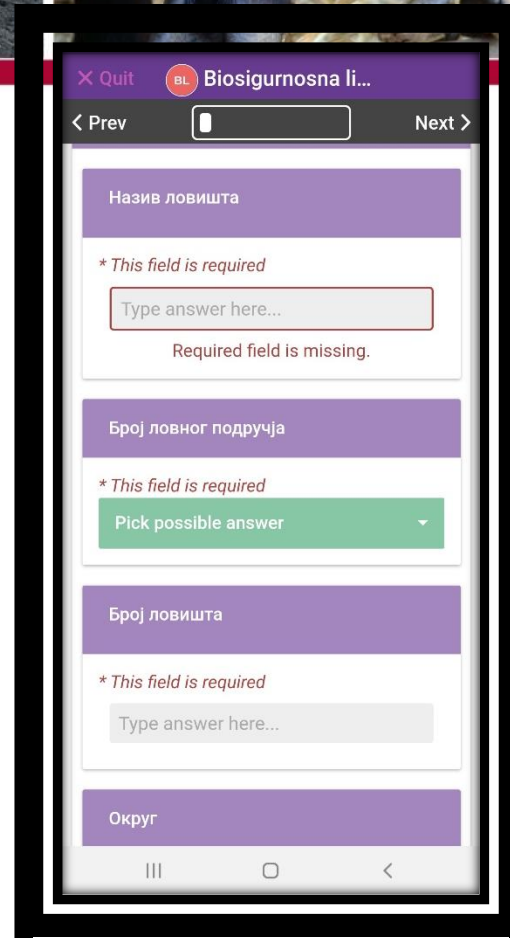 Quit
BL
Biosigurnosna li...
Prev
Next
Назив ловишта
* This field is required
Type answer here...
Required field is missing.
Број ловног подручја
* This field is required
Pick possible answer
Број ловишта
* This field is required
Type answer here...
Округ